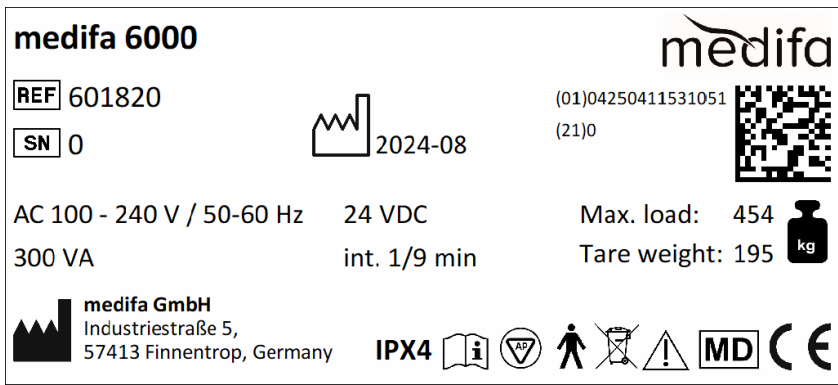 medifa 6000
medifa
REF 601820
(01)04250411531051
SN 0
2024-08
(21)0
AC 100 - 240 V / 50-60 Hz
24 VDC
Max. load: 454
300 VA
int. 1/9 min
Tare weight: 195
kg
medifa GmbH
Industriestraße 5,
57413 Finnentrop, Germany
IPX4
i
AP
MD
CE